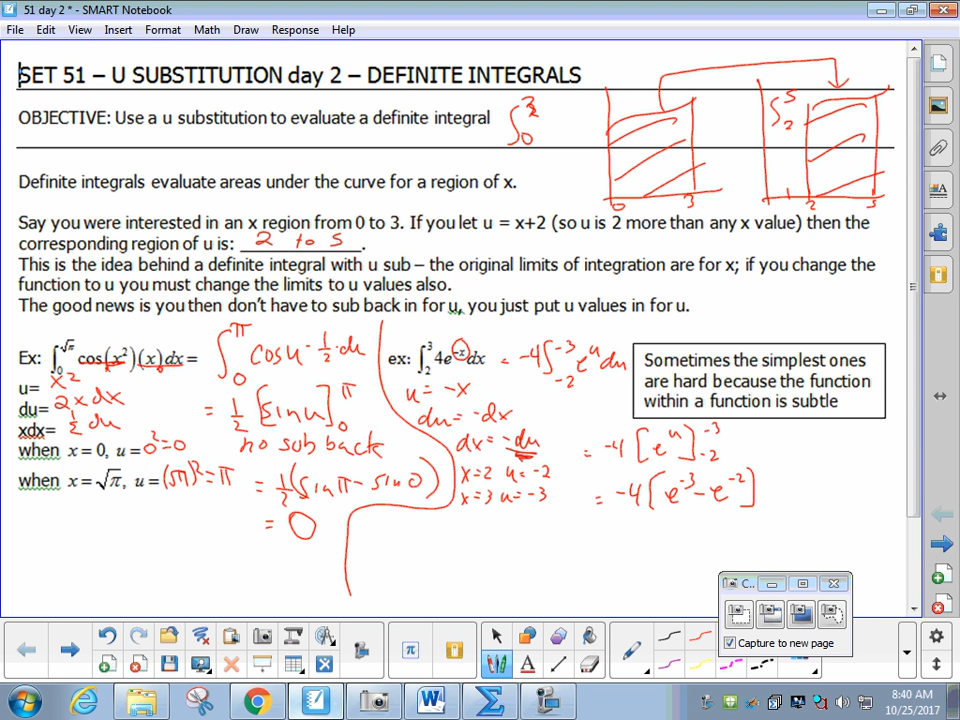 51 day 2 * - SMART Notebook
File Edit View Insert Format Math Draw Response Help
SET 51 – U SUBSTITUTION day 2 – DEFINITE INTEGRALS
OBJECTIVE: Use a u substitution to evaluate a definite integral
∫₀³
0 3
∫₂⁵
2 5
Definite integrals evaluate areas under the curve for a region of x.
Say you were interested in an x region from 0 to 3. If you let u = x+2 (so u is 2 more than any x value) then the
corresponding region of u is: 2 to 5.
This is the idea behind a definite integral with u sub – the original limits of integration are for x; if you change the
function to u you must change the limits to u values also.
The good news is you then don't have to sub back in for u, you just put u values in for u.
Ex: ∫₀^√π cos(x²)(x)dx = ∫₀^π cos u · ½ · du
u= x²
du= 2x dx
xdx= ½ du
= ½ [sin u]₀^π
when x = 0, u = 0² = 0
no sub back
when x = √π, u = (√π)² = π
= ½ (sin π - sin 0)
= 0
ex: ∫₂³ 4e^(-x) dx = -4 ∫₋₂^-3 e^u du
u = -x
du = -dx
dx = -du
x=2 u=-2
x=3 u=-3
= -4 [e^u]₋₂^-3
= -4 [e^-3 - e^-2]
Sometimes the simplest ones
are hard because the function
within a function is subtle
C...
Capture to new page
8:40 AM
10/25/2017